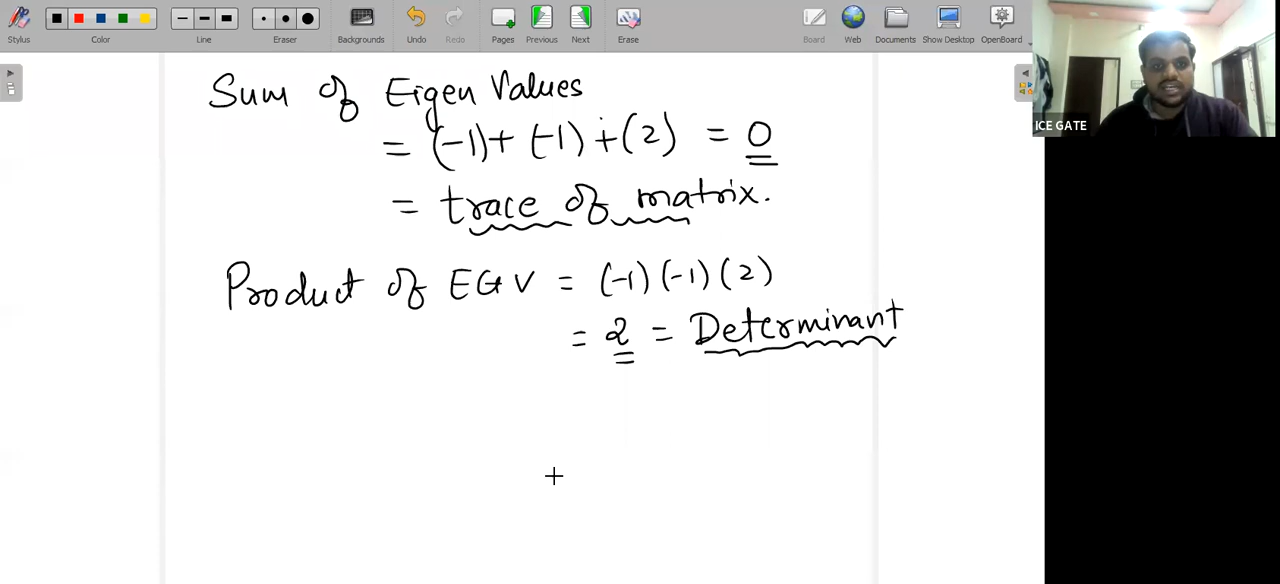 Stylus
Color
Line
Eraser
Backgrounds
Undo
Redo
Pages
Previous
Next
Erase
Board
Web
Documents
Show Desktop
OpenBoard
ICE GATE
Sum of Eigen Values
= (-1)+ (-1) + (2) = 0
= trace of matrix.
Product of EGV = (-1) (-1) (2)
= 2 = Determinant